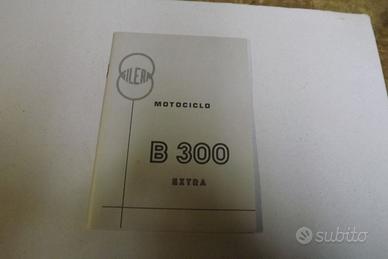 GILERA
MOTOCICLO
B 300
EXTRA
subito